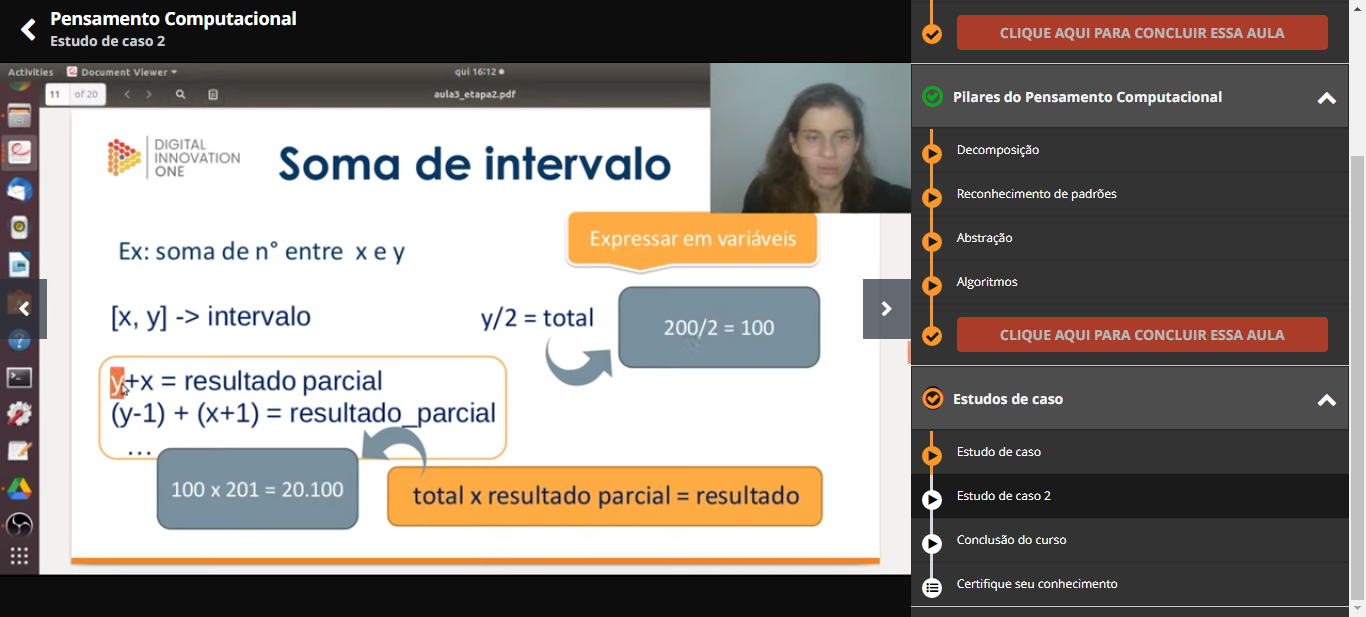 Pensamento Computacional
Estudo de caso 2
Activities
Document Viewer
qui 16:12
11 of 20
aula3_etapa2.pdf
DIGITAL
INNOVATION
ONE
Soma de intervalo
Expressar em variáveis
Ex: soma de n° entre x e y
[x, y] -> intervalo
y/2 = total
200/2 = 100
y+x = resultado parcial
(y-1) + (x+1) = resultado_parcial
...
100 x 201 = 20.100
total x resultado parcial = resultado
CLIQUE AQUI PARA CONCLUIR ESSA AULA
Pilares do Pensamento Computacional
Decomposição
Reconhecimento de padrões
Abstração
Algoritmos
CLIQUE AQUI PARA CONCLUIR ESSA AULA
Estudos de caso
Estudo de caso
Estudo de caso 2
Conclusão do curso
Certifique seu conhecimento